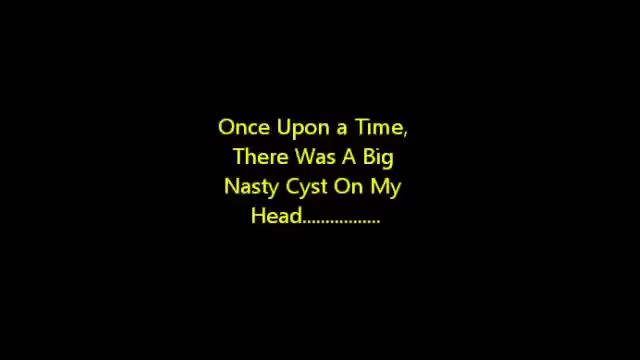 Once Upon a Time,
There Was A Big
Nasty Cyst On My
Head.................